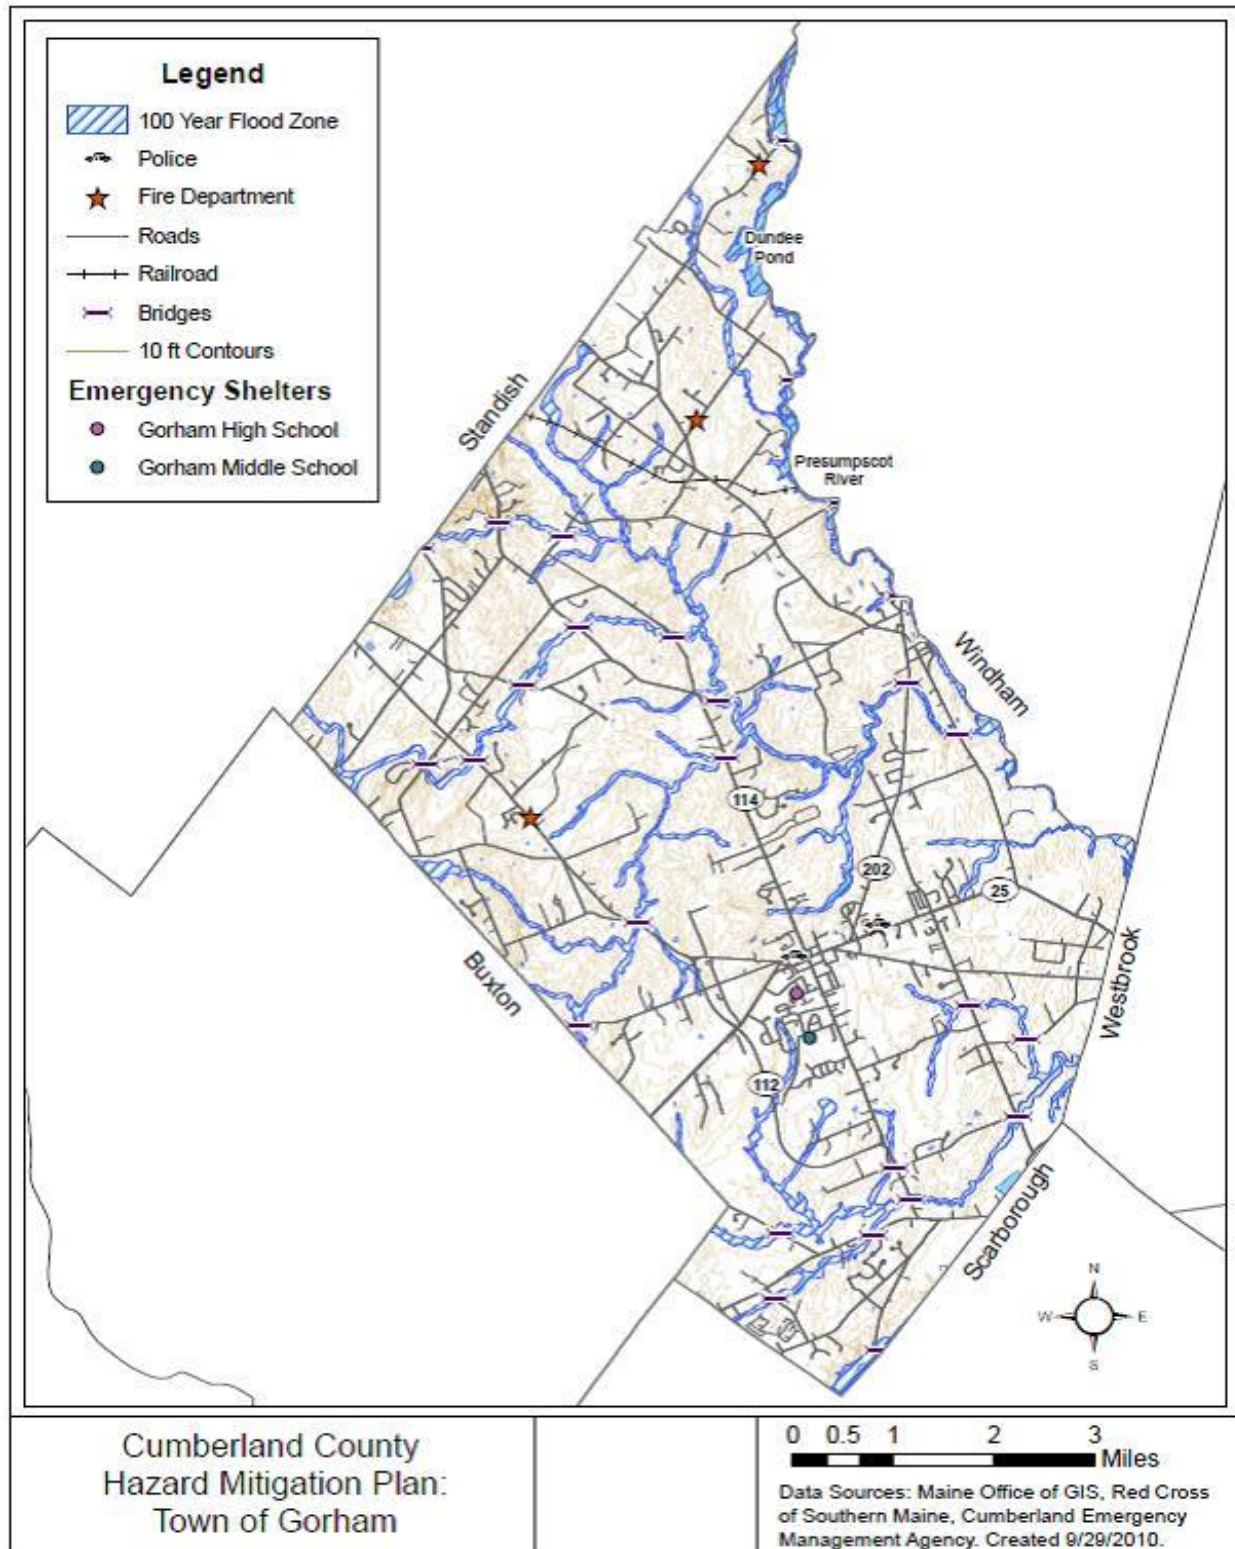 Legend
100 Year Flood Zone
Police
Fire Department
Roads
Railroad
Bridges
10 ft Contours
Emergency Shelters
Gorham High School
Gorham Middle School
Dundee
Pond
Standish
Presumpscot
River
Windham
114
202
25
Westbrook
Buxton
112
Scarborough
N
W E
S
Cumberland County
Hazard Mitigation Plan:
Town of Gorham
0 0.5 1 2 3
Miles
Data Sources: Maine Office of GIS, Red Cross
of Southern Maine, Cumberland Emergency
Management Agency. Created 9/29/2010.